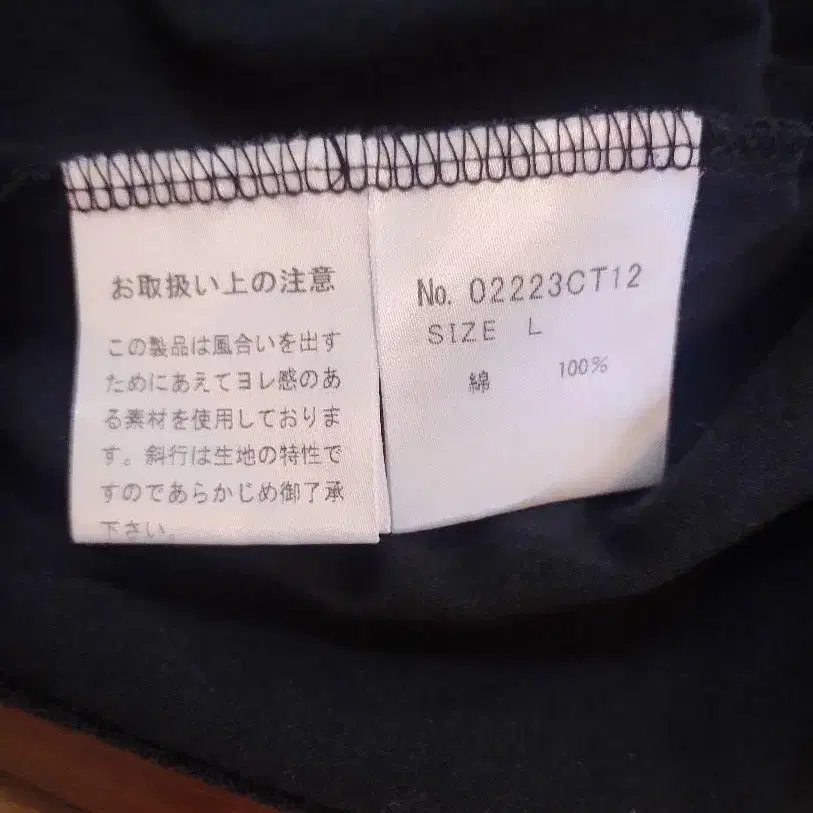 お取扱い上の注意
この製品は風合いを出す
ためにあえてヨレ感のあ
る素材を使用しておりま
す。斜行は生地の特性で
すのであらかじめ御了承
下さい。
No. 02223CT12
SIZE L
綿 100%